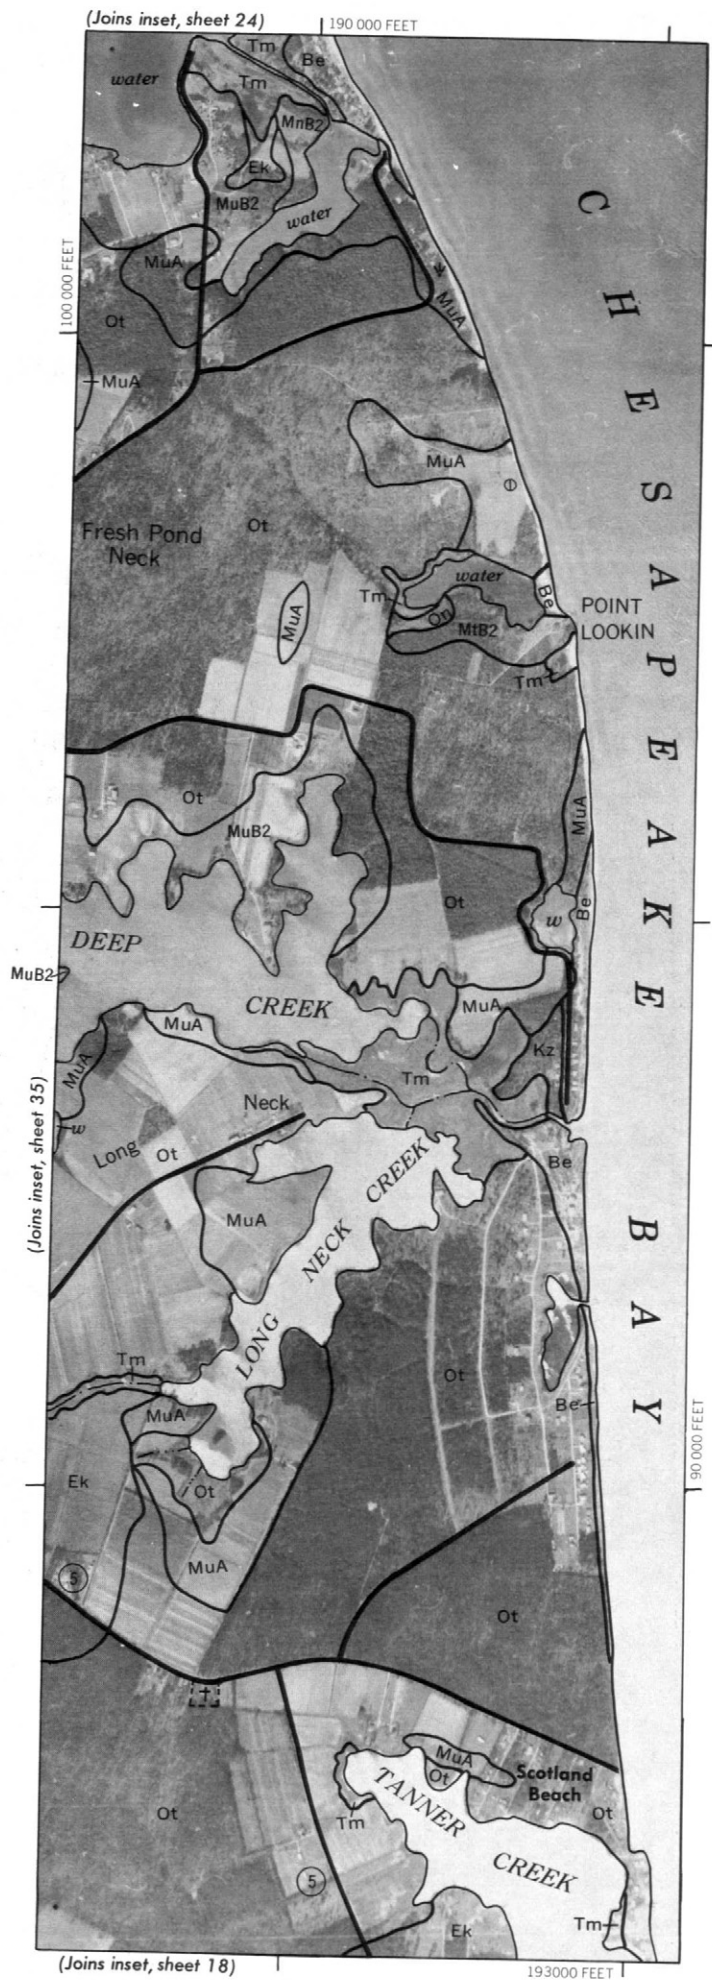 (Joins inset, sheet 24)
190 000 FEET
Tm
Be
water
Tm
MnB2
Ek
MuB2
water
MuA
100 000 FEET
Ot
MuA
MuA
MuA
Fresh Pond
Neck
Ot
water
Tm
Be
MuA
On
MtB2
POINT
LOOKIN
Tm
Ot
MuA
MuB2
Ot
w
Be
DEEP
MuB2
CREEK
MuA
MuA
Kz
MuA
Tm
Neck
(Joins inset, sheet 35)
w
Long
Ot
Be
MuA
LONG NECK CREEK
Tm
Ot
MuA
Be
90 000 FEET
Ek
Ot
MuA
5
Ot
MuA
Ot
Scotland
Beach
Ot
Ot
Tm
TANNER
CREEK
5
Ek
Tm
CHESAPEAKE BAY
(Joins inset, sheet 18)
193000 FEET